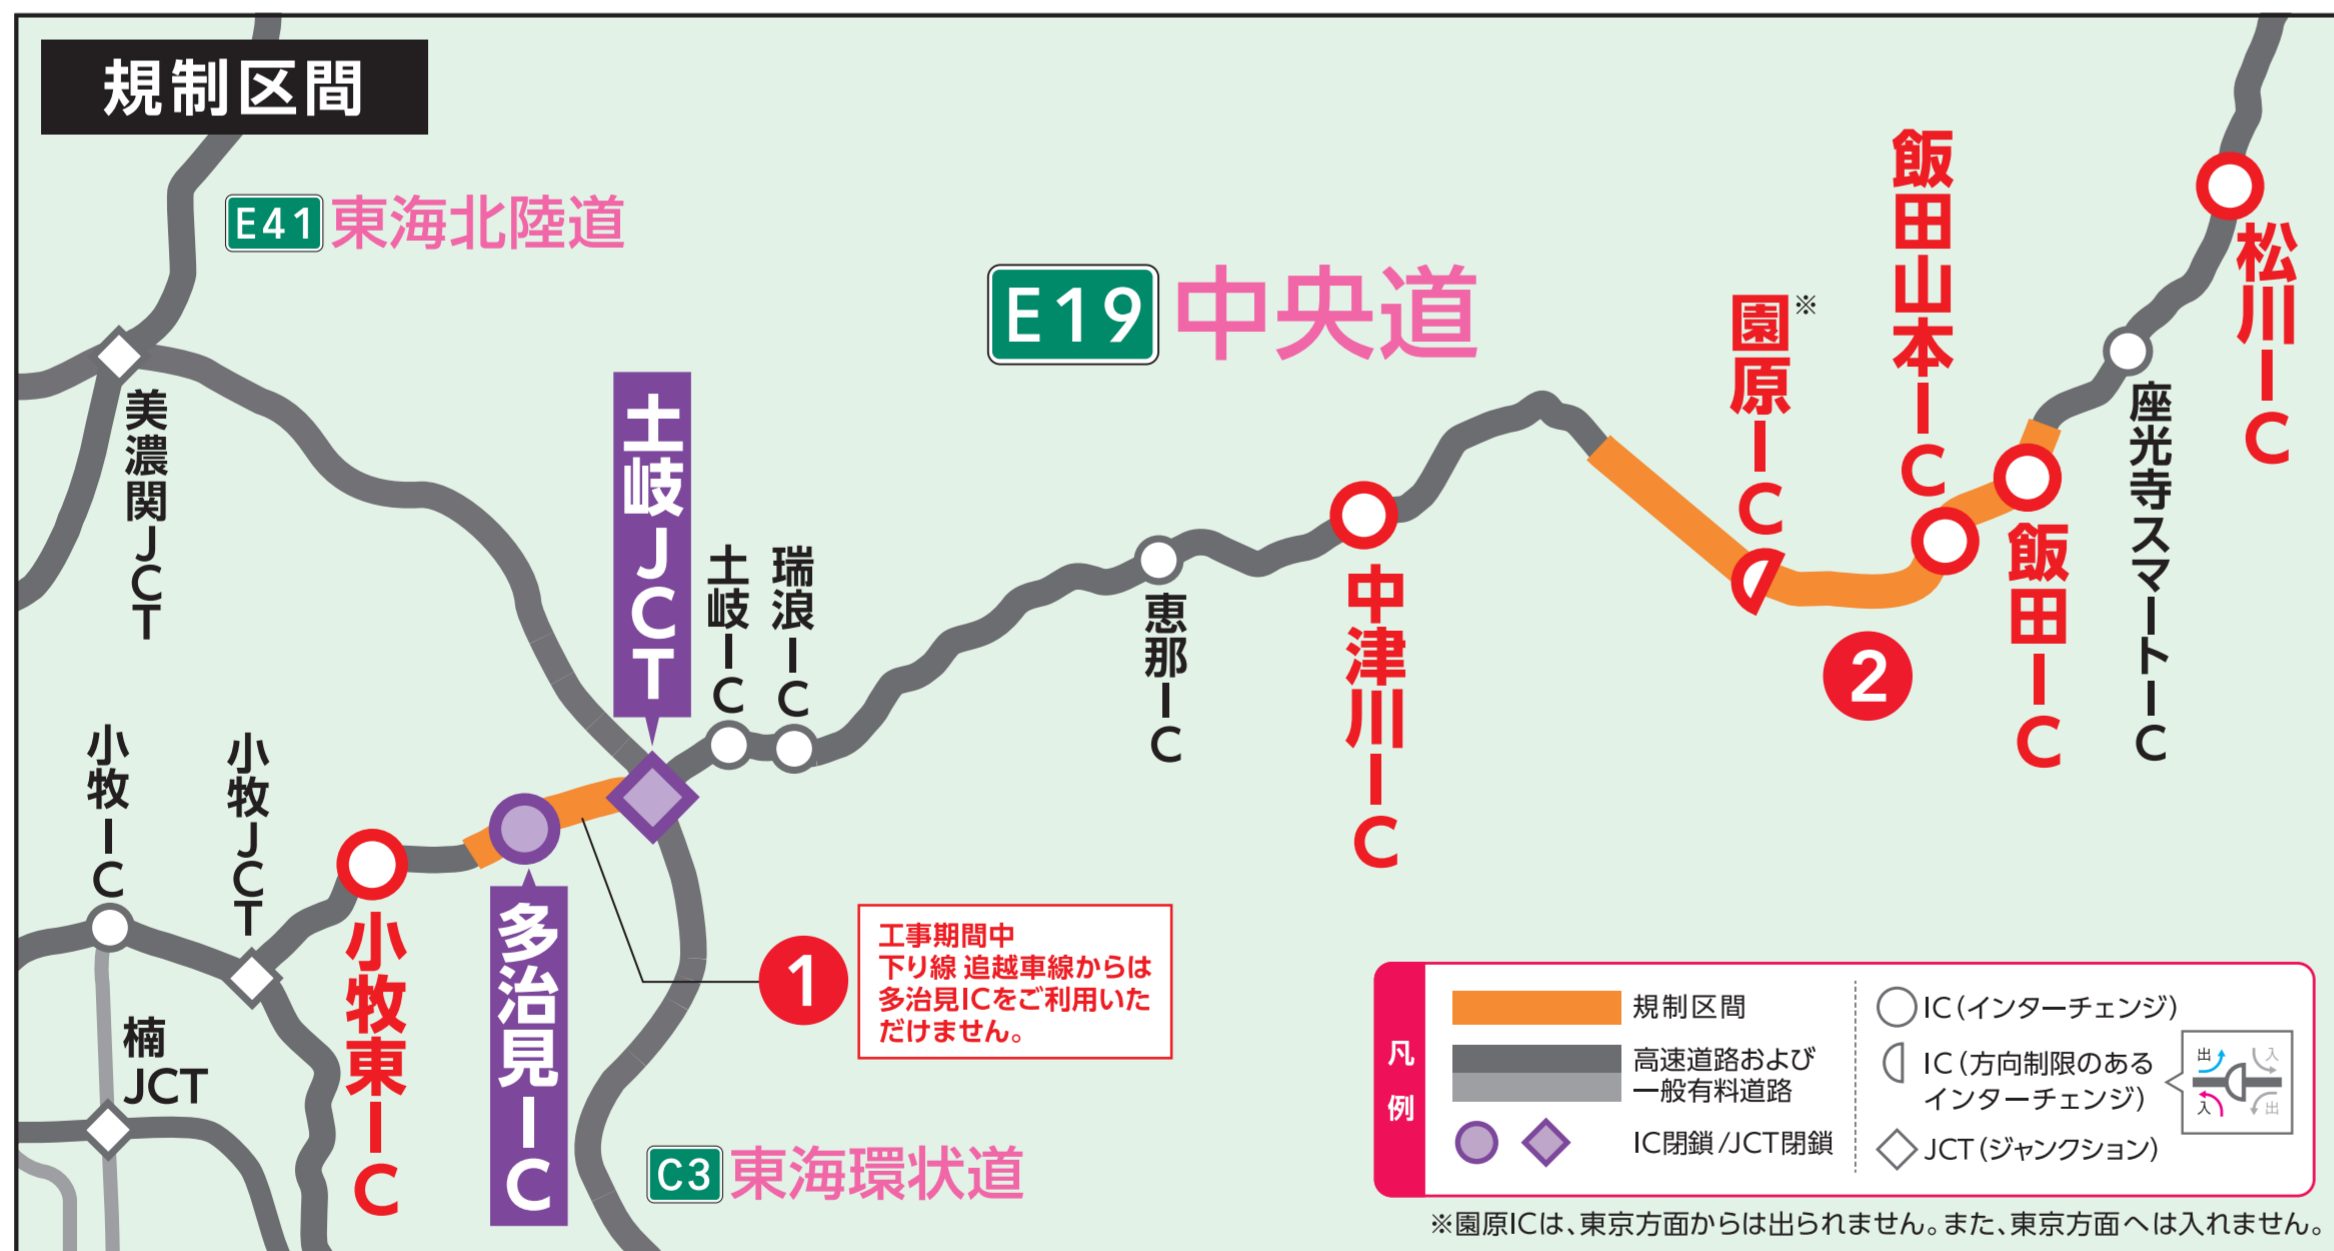 規制区間
E41 東海北陸道
E19 中央道
美濃関JCT
土岐JCT
土岐IC
瑞浪IC
恵那IC
中津川IC
園原IC※
飯田山本IC
飯田IC
座光寺スマートIC
松川IC
小牧IC
小牧JCT
小牧東IC
多治見IC
楠
JCT
C3 東海環状道
1
工事期間中
下り線 追越車線からは
多治見ICをご利用いた
だけません。
2
凡例
規制区間
高速道路および
一般有料道路
IC閉鎖/JCT閉鎖
IC(インターチェンジ)
IC(方向制限のある
インターチェンジ)
JCT(ジャンクション)
出 入
入 出
※園原ICは、東京方面からは出られません。また、東京方面へは入れません。